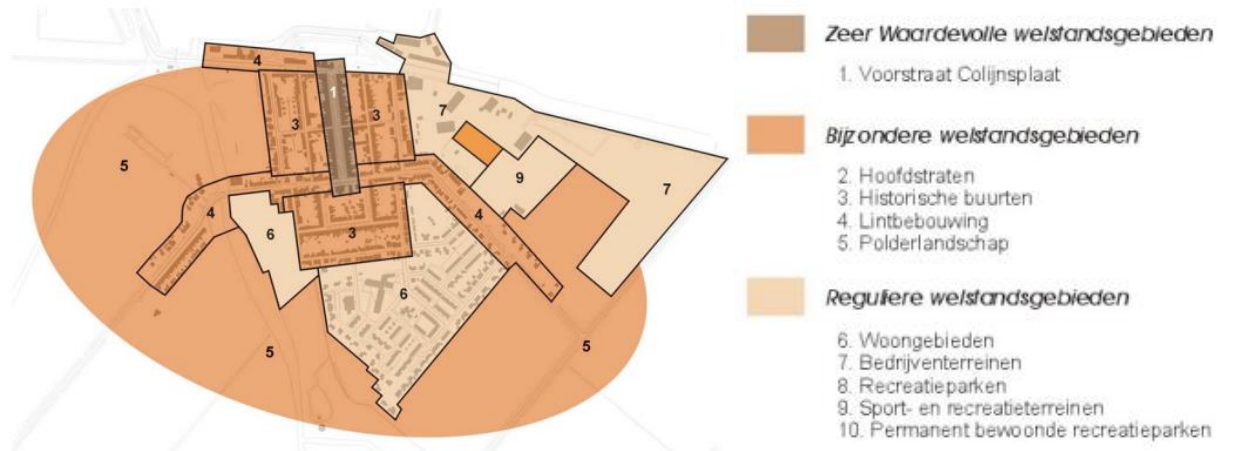 4
1
3
3
7
5
9
7
4
4
6
3
6
5
5
Zeer Waardevolle welstandsgebieden
1. Voorstraat Colijnsplaat
Bijzondere welstandsgebieden
2. Hoofdstraten
3. Historische buurten
4. Lintbebouwing
5. Polderlandschap
Reguliere welstandsgebieden
6. Woongebieden
7. Bedrijventerreinen
8. Recreatieparken
9. Sport- en recreatieterreinen
10. Permanent bewoonde recreatieparken